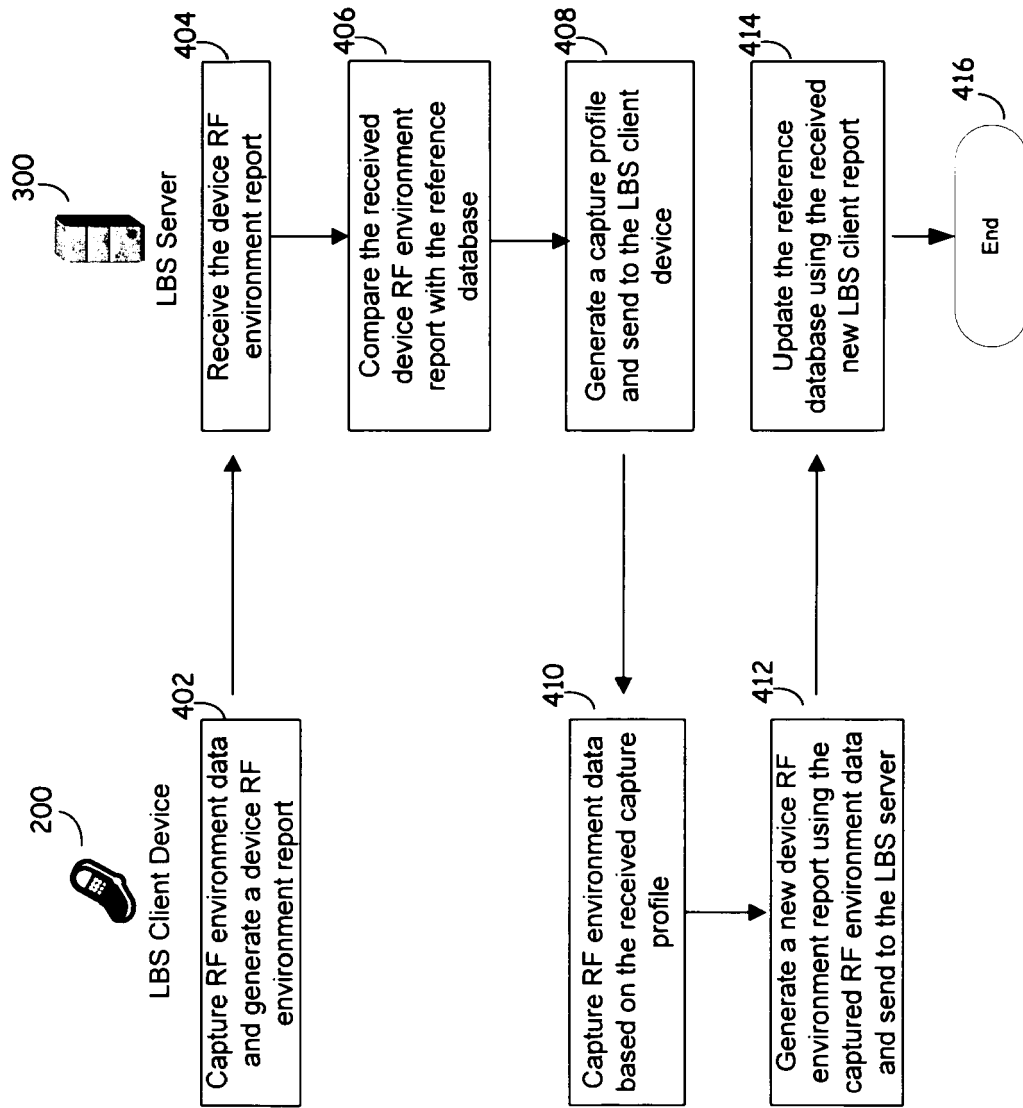 200
LBS Client Device
300
LBS Server
402
Capture RF environment data
and generate a device RF
environment report
404
Receive the device RF
environment report
406
Compare the received
device RF environment
report with the reference
database
408
Generate a capture profile
and send to the LBS client
device
410
Capture RF environment data
based on the received capture
profile
412
Generate a new device RF
environment report using the
captured RF environment data
and send to the LBS server
414
Update the reference
database using the received
new LBS client report
416
End